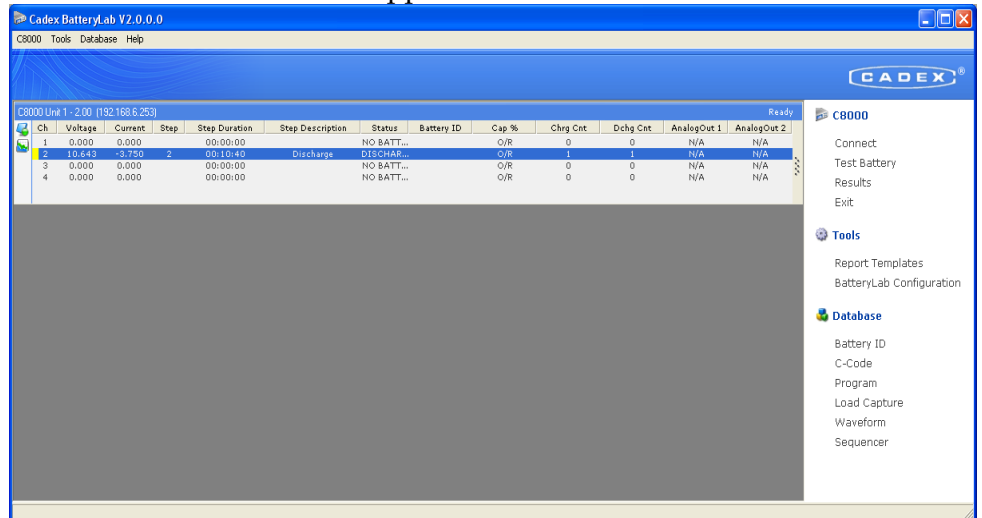 Cadex BatteryLab V2.0.0.0
C8000 Tools Database Help
CADEX®
C8000 Unit 1 - 2.00 (192.168.6.253) Ready
Ch Voltage Current Step Step Duration Step Description Status Battery ID Cap % Chrg Cnt Dchg Cnt AnalogOut 1 AnalogOut 2
1 0.000 0.000 00:00:00 NO BATT... O/R 0 0 N/A N/A
2 10.643 -3.750 2 00:10:40 Discharge DISCHAR... O/R 1 1 N/A N/A
3 0.000 0.000 00:00:00 NO BATT... O/R 0 0 N/A N/A
4 0.000 0.000 00:00:00 NO BATT... O/R 0 0 N/A N/A
C8000
Connect
Test Battery
Results
Exit
Tools
Report Templates
BatteryLab Configuration
Database
Battery ID
C-Code
Program
Load Capture
Waveform
Sequencer